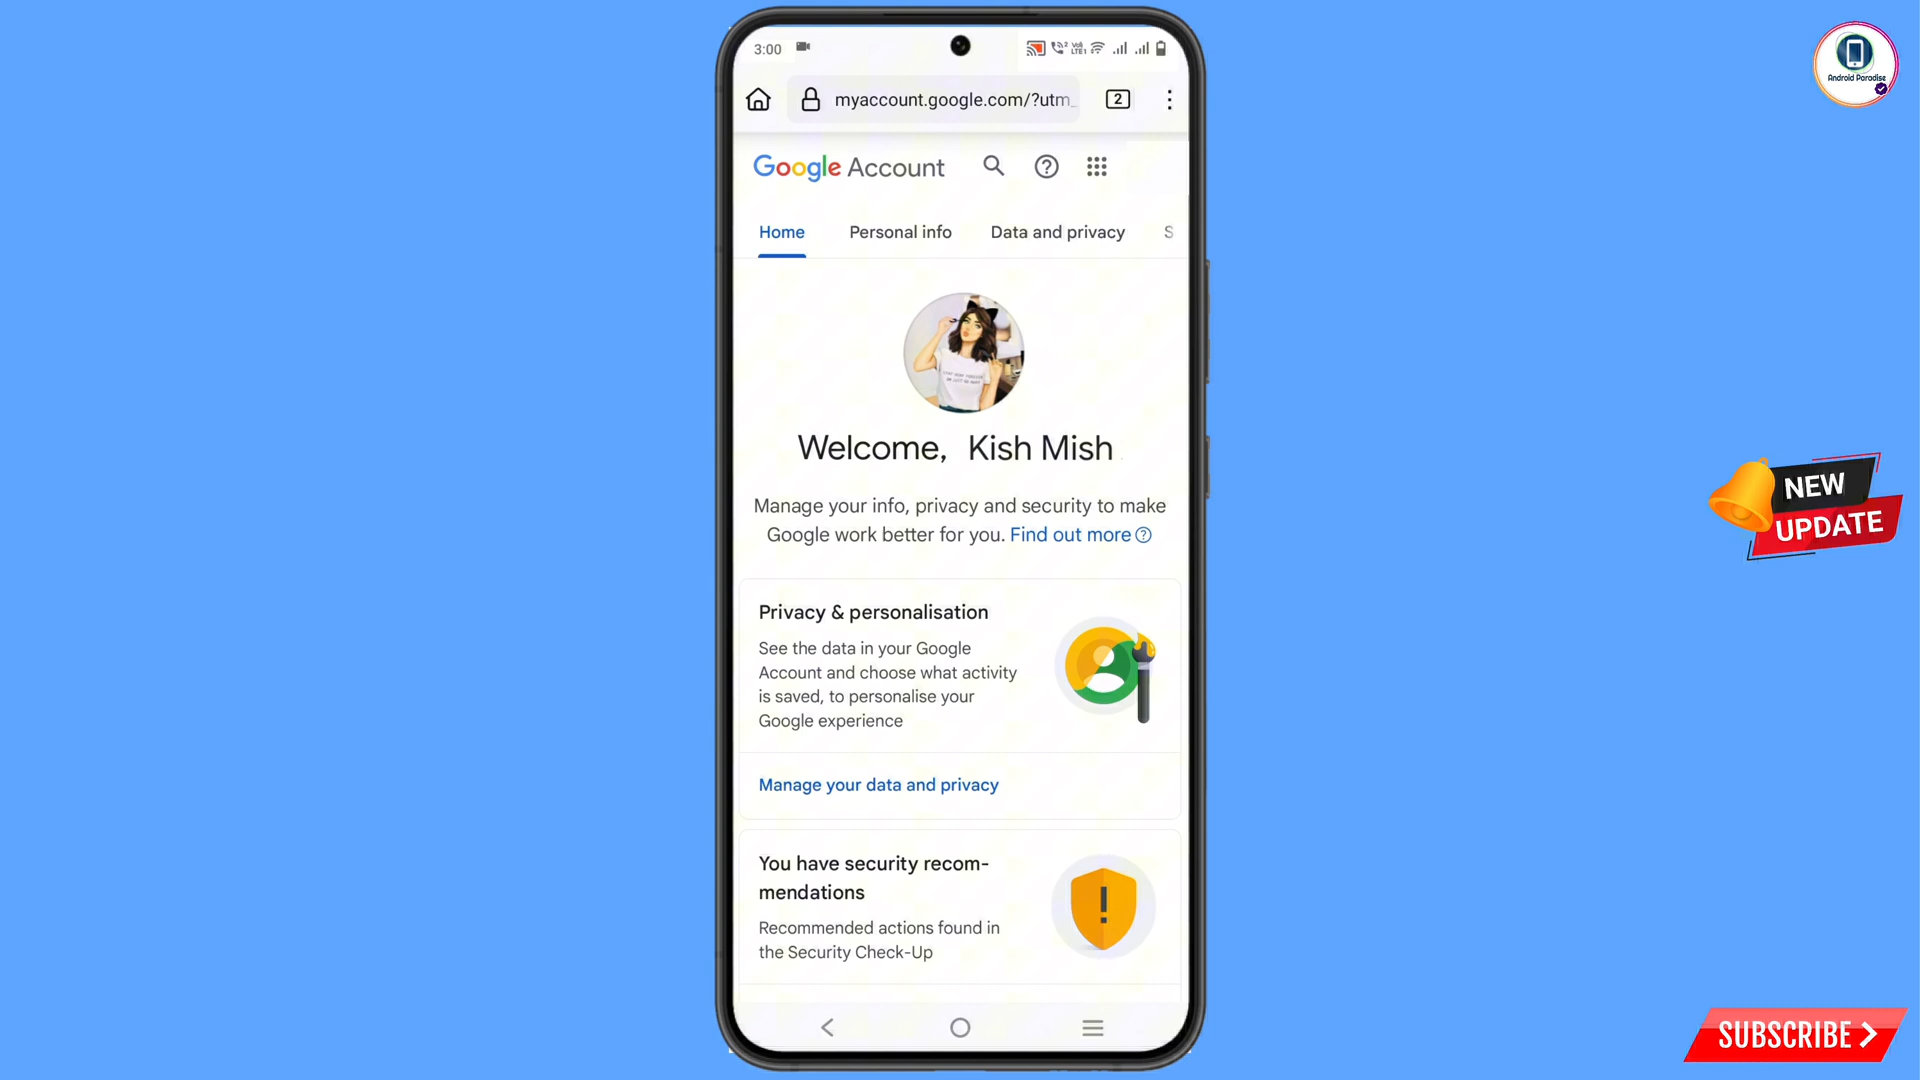 3:00
Vo)
LTE1
myaccount.google.com/?utm_
2
Google Account
Home
Personal info
Data and privacy
S
Welcome, Kish Mish
Manage your info, privacy and security to make
Google work better for you. Find out more
Privacy & personalisation
See the data in your Google
Account and choose what activity
is saved, to personalise your
Google experience
Manage your data and privacy
You have security recom-
mendations
Recommended actions found in
the Security Check-Up
Android Paradise
NEW
UPDATE
SUBSCRIBE